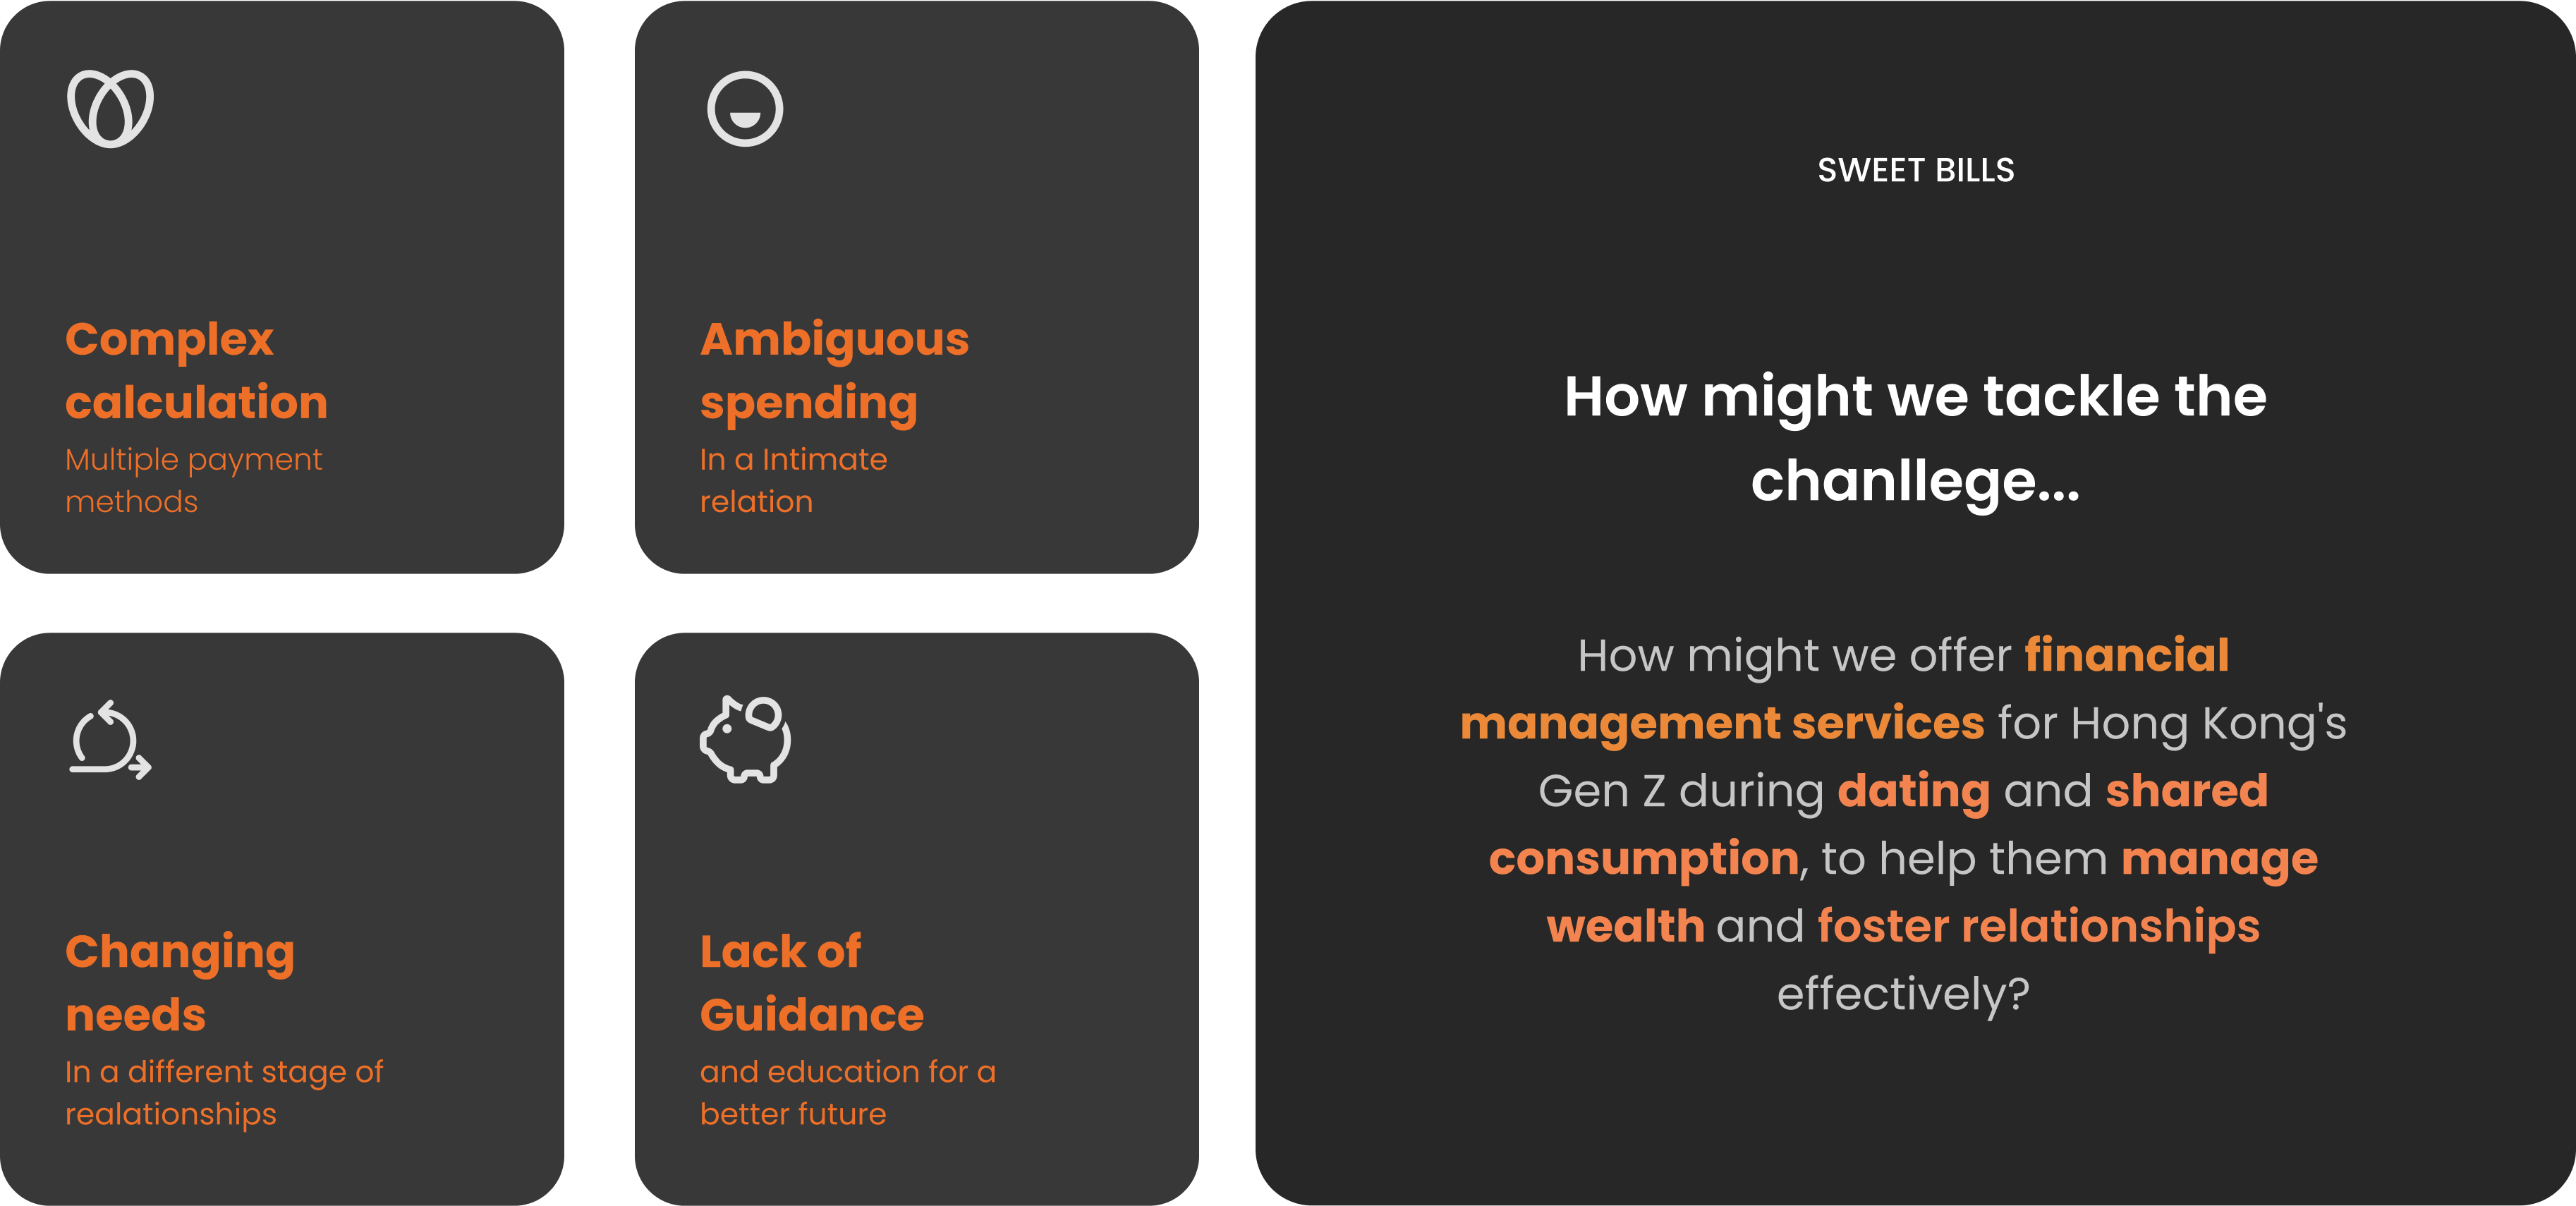 Complex
calculation
Multiple payment
methods
Ambiguous
spending
In a Intimate
relation
Changing
needs
In a different stage of
realationships
Lack of
Guidance
and education for a
better future
SWEET BILLS
How might we tackle the
chanllege...
How might we offer financial
management services for Hong Kong's
Gen Z during dating and shared
consumption, to help them manage
wealth and foster relationships
effectively?